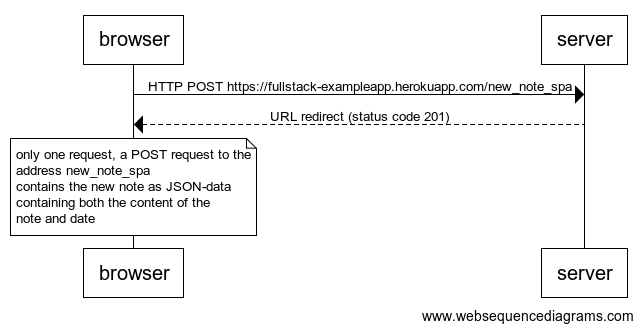 browser
server
HTTP POST https://fullstack-exampleapp.herokuapp.com/new_note_spa
URL redirect (status code 201)
only one request, a POST request to the
address new_note_spa
contains the new note as JSON-data
containing both the content of the
note and date
browser
server
www.websequencediagrams.com